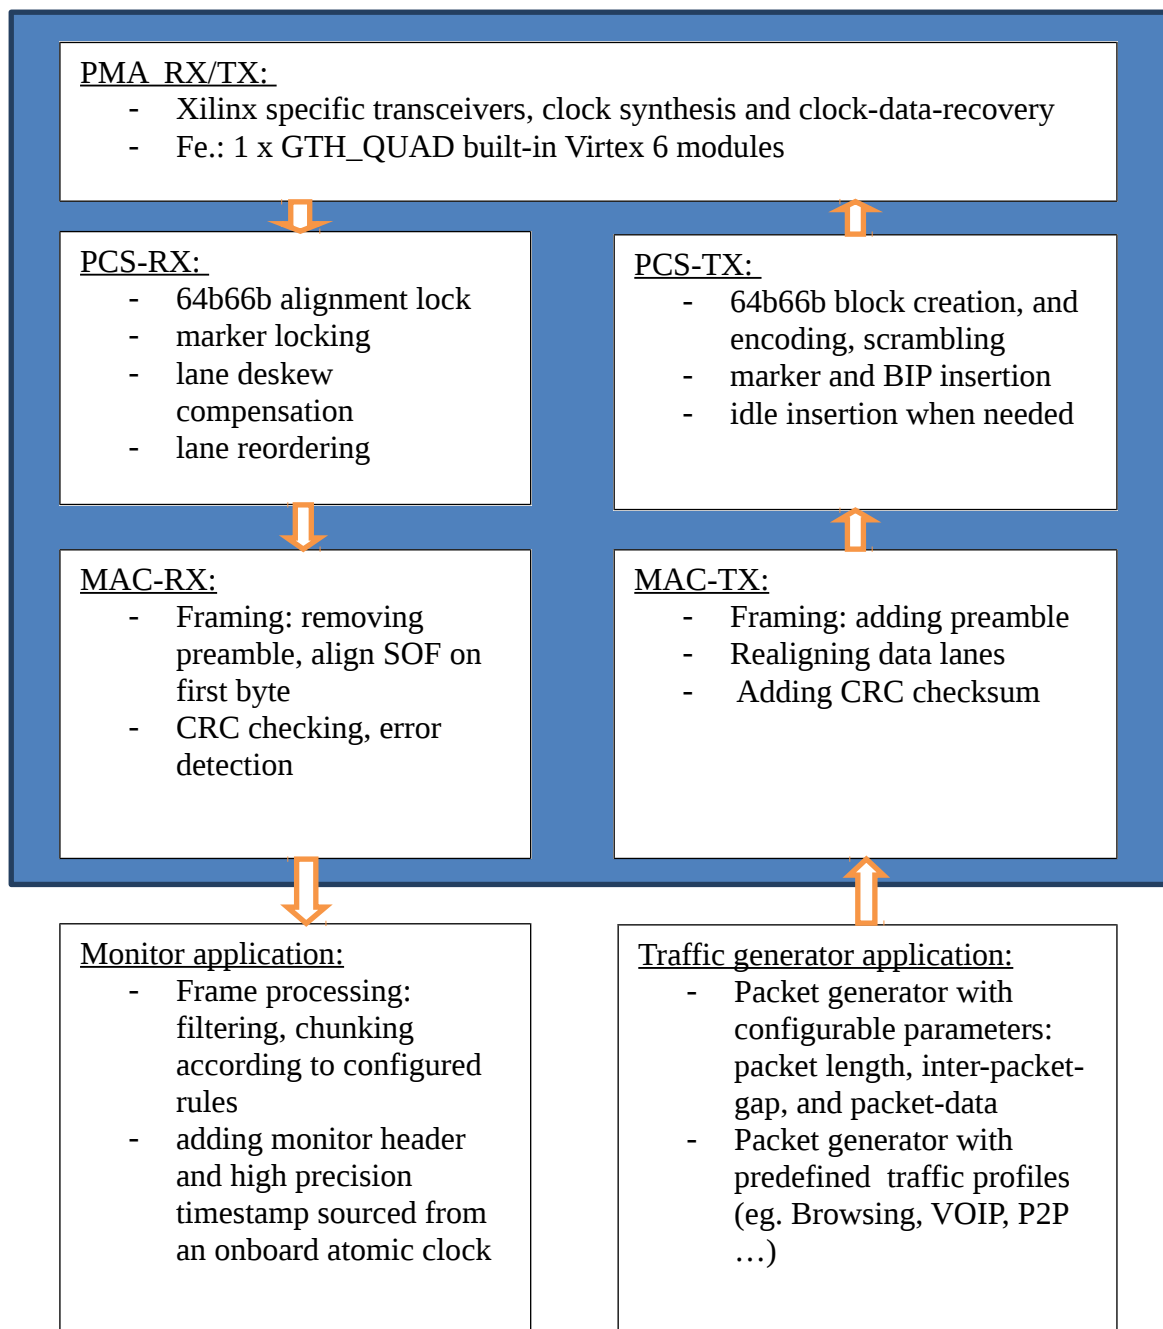 PMA RX/TX:
- Xilinx specific transceivers, clock synthesis and clock-data-recovery
- Fe.: 1 x GTH_QUAD built-in Virtex 6 modules
PCS-RX:
- 64b66b alignment lock
- marker locking
- lane deskew
compensation
- lane reordering
PCS-TX:
- 64b66b block creation, and
encoding, scrambling
- marker and BIP insertion
- idle insertion when needed
MAC-RX:
- Framing: removing
preamble, align SOF on
first byte
- CRC checking, error
detection
MAC-TX:
- Framing: adding preamble
- Realigning data lanes
- Adding CRC checksum
Monitor application:
- Frame processing:
filtering, chunking
according to configured
rules
- adding monitor header
and high precision
timestamp sourced from
an onboard atomic clock
Traffic generator application:
- Packet generator with
configurable parameters:
packet length, inter-packet-
gap, and packet-data
- Packet generator with
predefined traffic profiles
(eg. Browsing, VOIP, P2P
…)